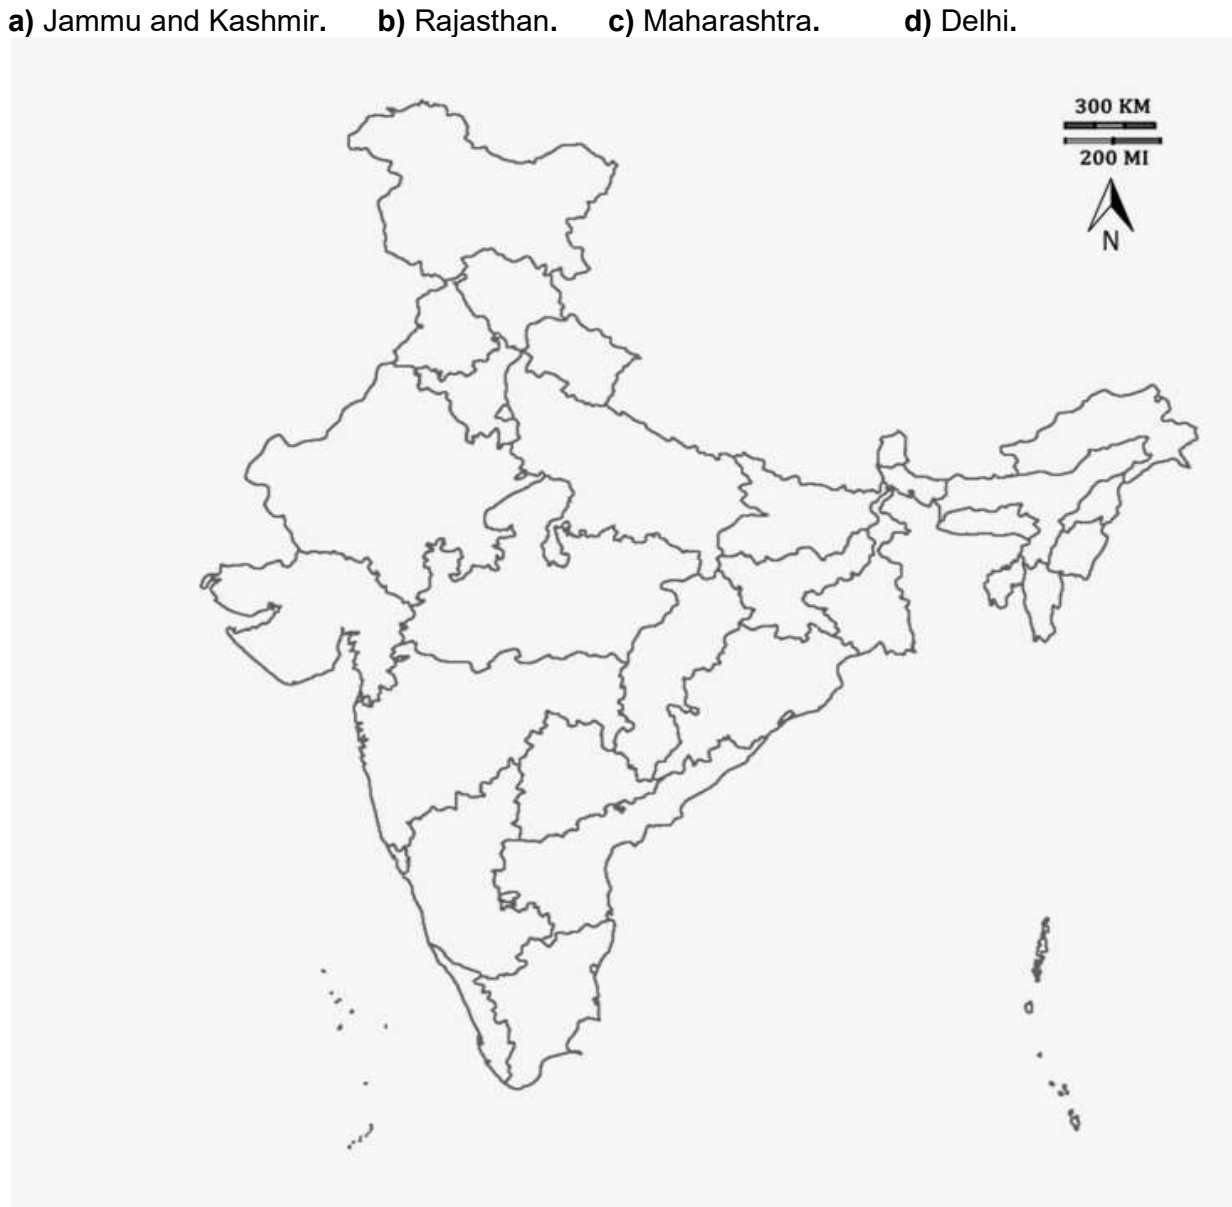 a) Jammu and Kashmir. b) Rajasthan. c) Maharashtra. d) Delhi.
300 KM
200 MI
N